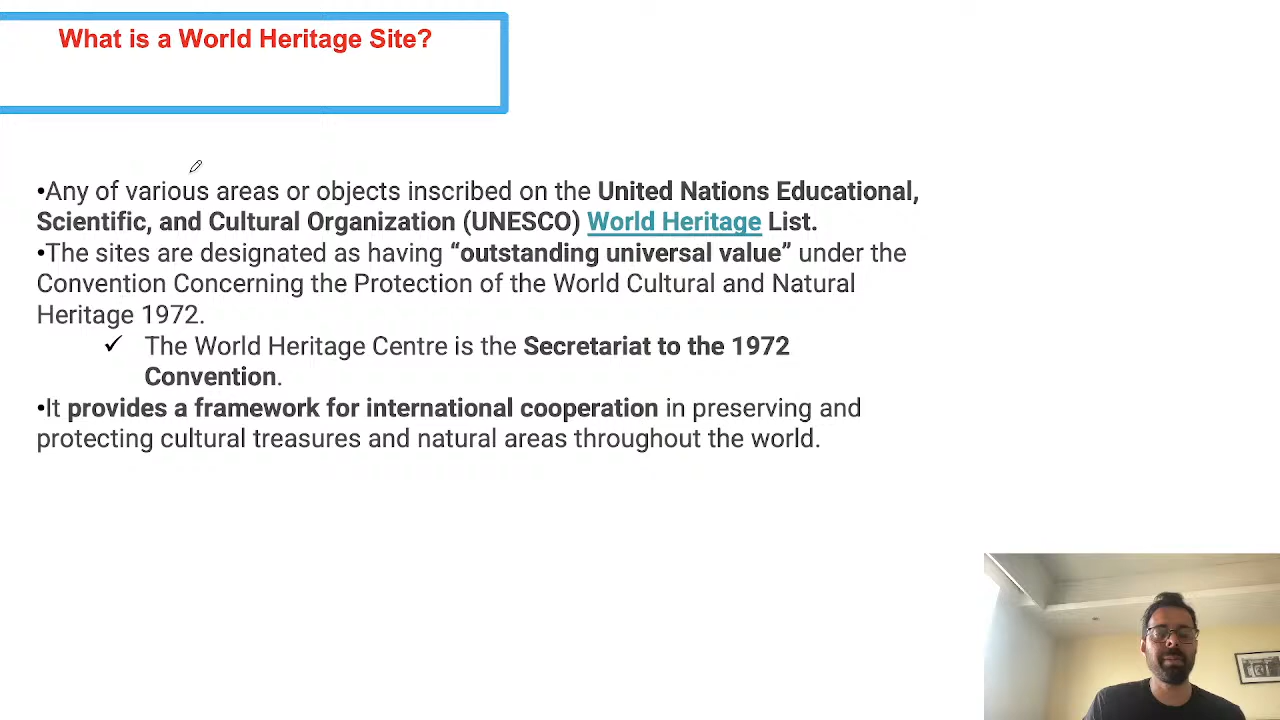 What is a World Heritage Site?
•Any of various areas or objects inscribed on the United Nations Educational,
Scientific, and Cultural Organization (UNESCO) World Heritage List.
•The sites are designated as having “outstanding universal value” under the
Convention Concerning the Protection of the World Cultural and Natural
Heritage 1972.
✓ The World Heritage Centre is the Secretariat to the 1972
Convention.
•It provides a framework for international cooperation in preserving and
protecting cultural treasures and natural areas throughout the world.